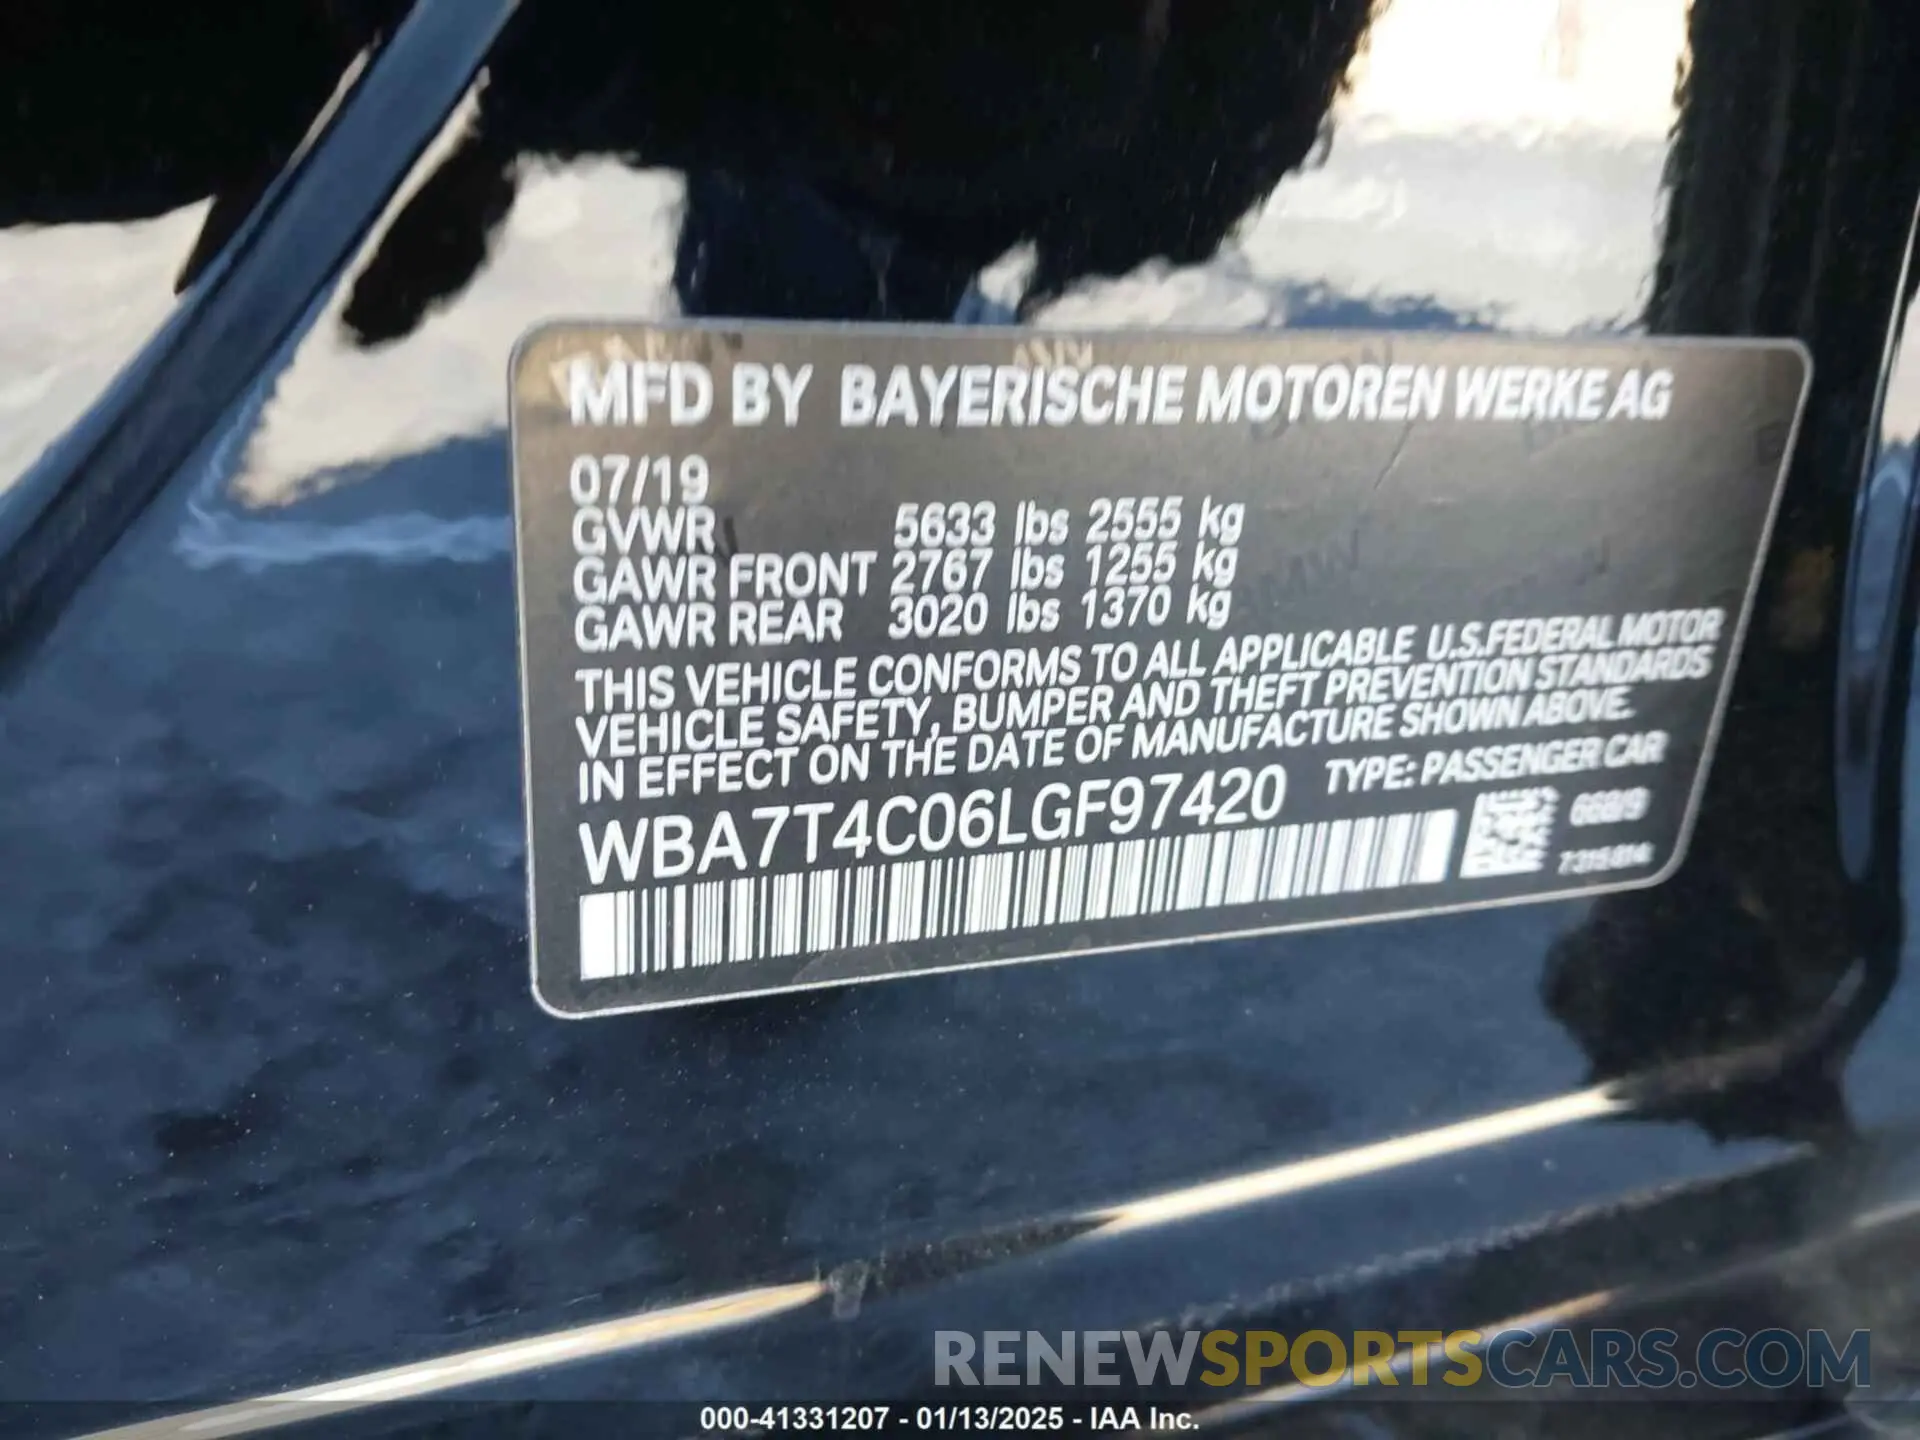 MFD BY BAYERISCHE MOTOREN WERKE AG
07/19
GVWR 5633 lbs 2555 kg
GAWR FRONT 2767 lbs 1255 kg
GAWR REAR 3020 lbs 1370 kg
THIS VEHICLE CONFORMS TO ALL APPLICABLE U.S.FEDERAL MOTOR
VEHICLE SAFETY, BUMPER AND THEFT PREVENTION STANDARDS
IN EFFECT ON THE DATE OF MANUFACTURE SHOWN ABOVE.
WBA7T4C06LGF97420 TYPE: PASSENGER CAR
RENEWSPORTSCARS.COM
000-41331207 - 01/13/2025 - IAA Inc.